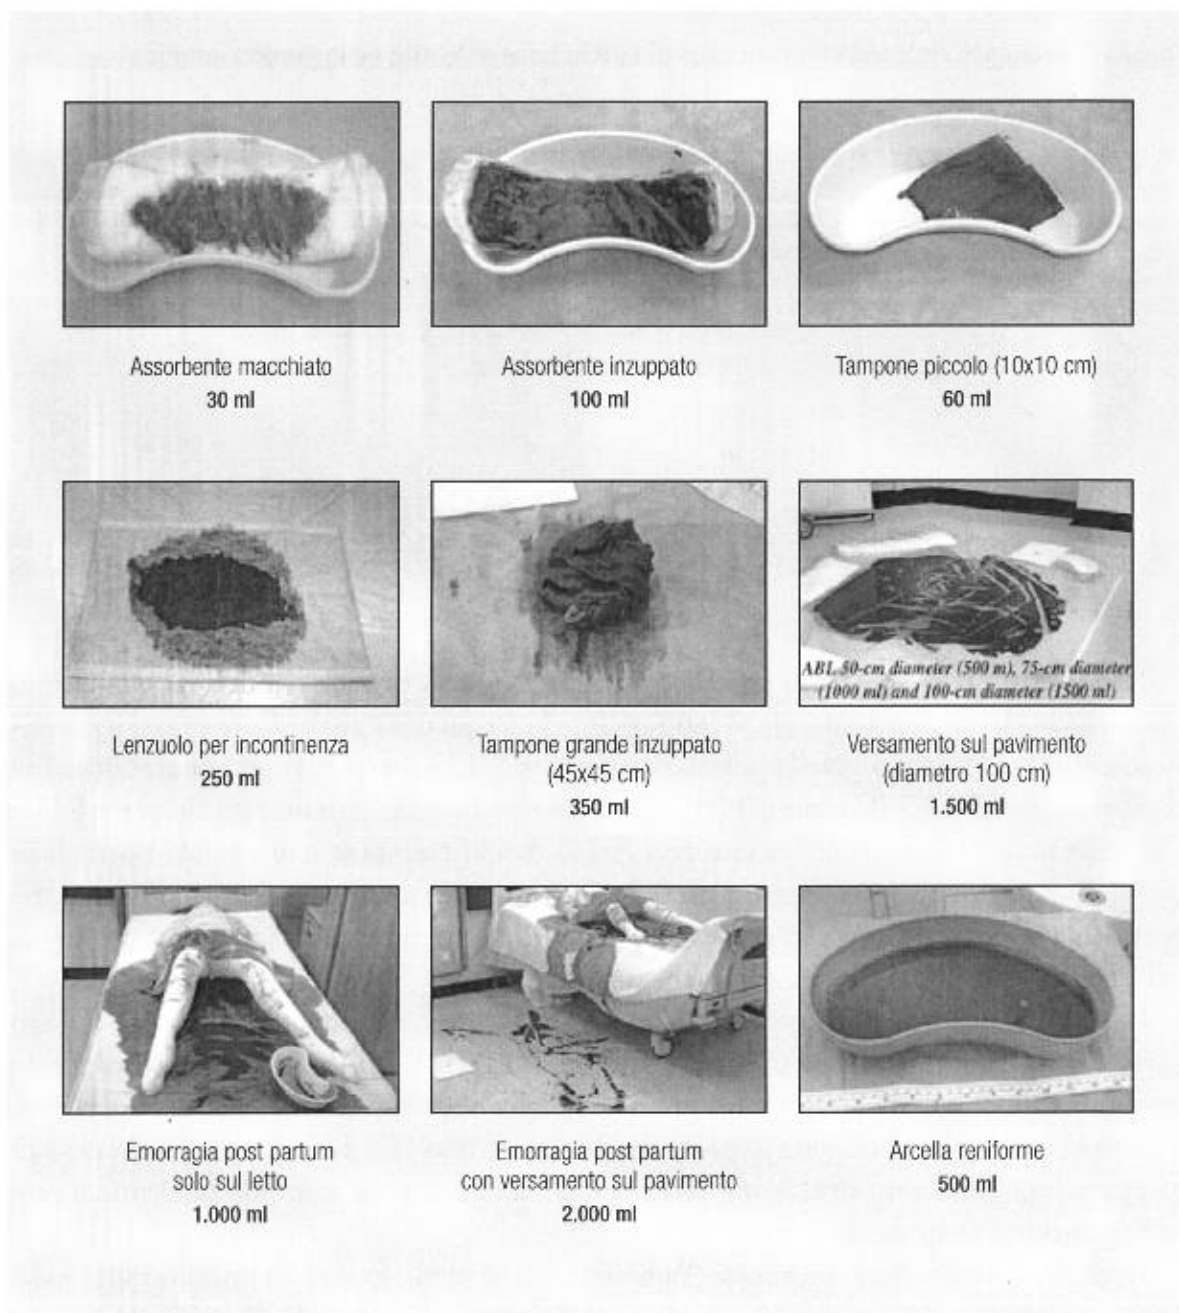 Assorbente macchiato
30 ml
Assorbente inzuppato
100 ml
Tampone piccolo (10x10 cm)
60 ml
ABL 50-cm diameter (500 m), 75-cm diameter
(1000 ml) and 100-cm diameter (1500 ml)
Lenzuolo per incontinenza
250 ml
Tampone grande inzuppato
(45x45 cm)
350 ml
Versamento sul pavimento
(diametro 100 cm)
1.500 ml
Emorragia post partum
solo sul letto
1.000 ml
Emorragia post partum
con versamento sul pavimento
2.000 ml
Arcella reniforme
500 ml